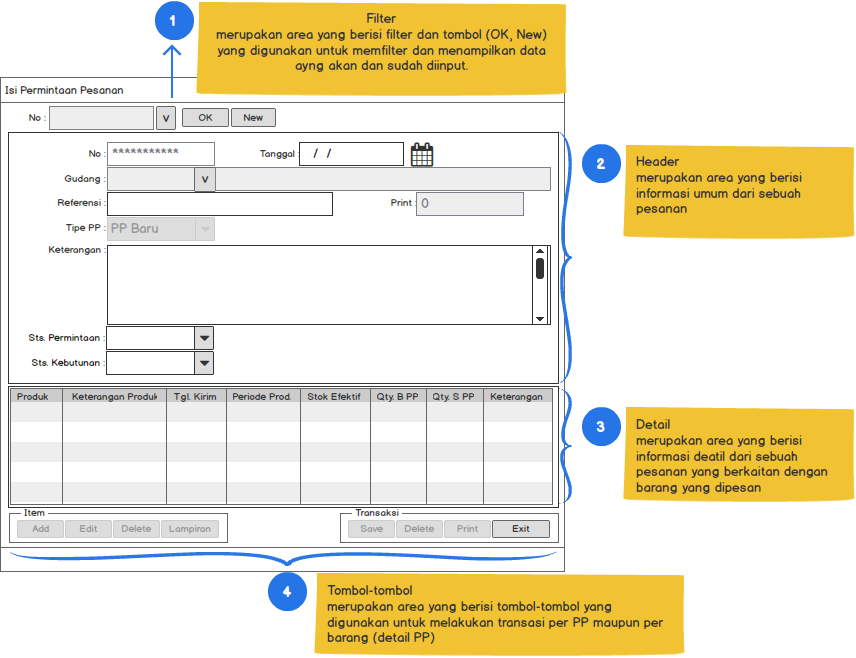 1
Filter
merupakan area yang berisi filter dan tombol (OK, New)
yang digunakan untuk memfilter dan menampilkan data
ayng akan dan sudah diinput.
Isi Permintaan Pesanan
No : v OK New
No : *********** Tanggal : / /
Gudang : v
Referensi : Print : 0
Tipe PP : PP Baru
Keterangan :
Sts. Permintaan :
Sts. Kebutunan :
2
Header
merupakan area yang berisi
informasi umum dari sebuah
pesanan
Produk Keterangan Produk Tgl. Kirim Periode Prod. Stok Efektif Qty. B PP Qty. S PP Keterangan
3
Detail
merupakan area yang berisi
informasi deatil dari sebuah
pesanan yang berkaitan dengan
barang yang dipesan
Item Transaksi
Add Edit Delete Lampiran Save Delete Print Exit
4
Tombol-tombol
merupakan area yang berisi tombol-tombol yang
digunakan untuk melakukan transasi per PP maupun per
barang (detail PP)